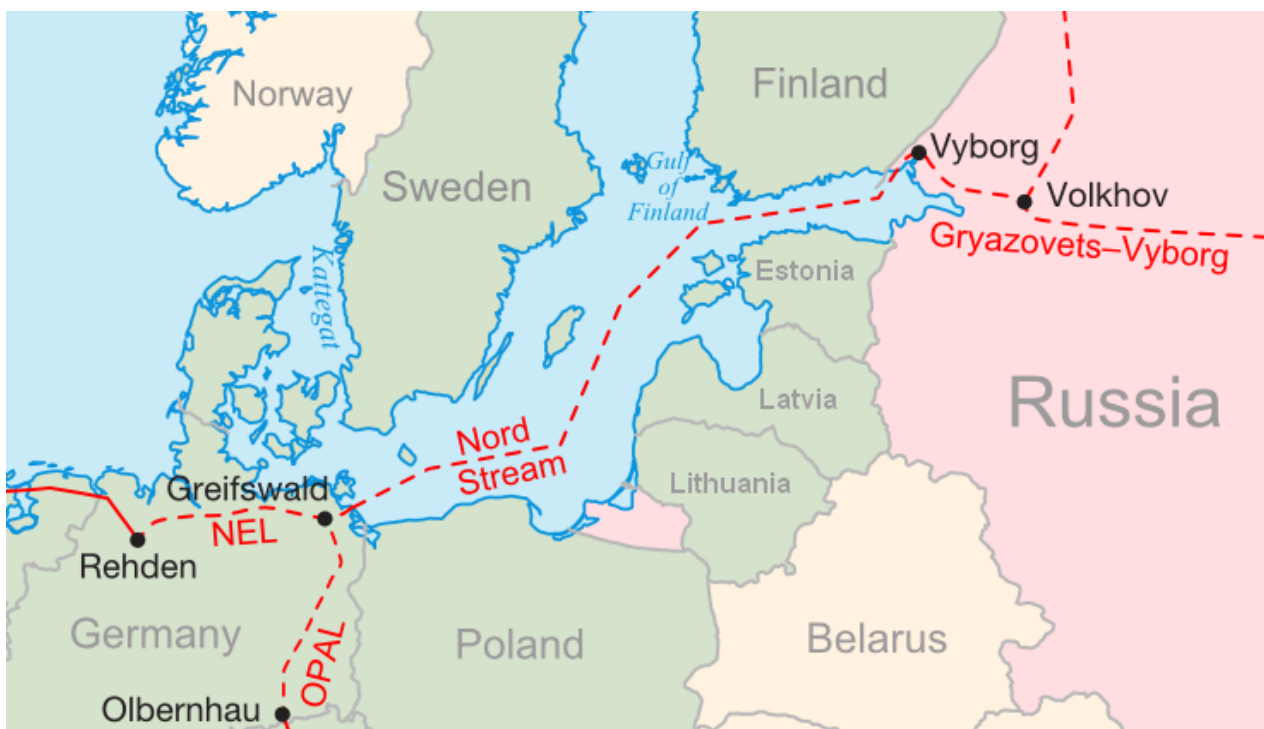 Norway
Finland
Sweden
Gulf
of
Finland
Vyborg
Volkhov
Gryazovets–Vyborg
Kattegat
Estonia
Latvia
Russia
Nord
Stream
Lithuania
Greifswald
NEL
Rehden
Germany
OPAL
Poland
Belarus
Olbernhau